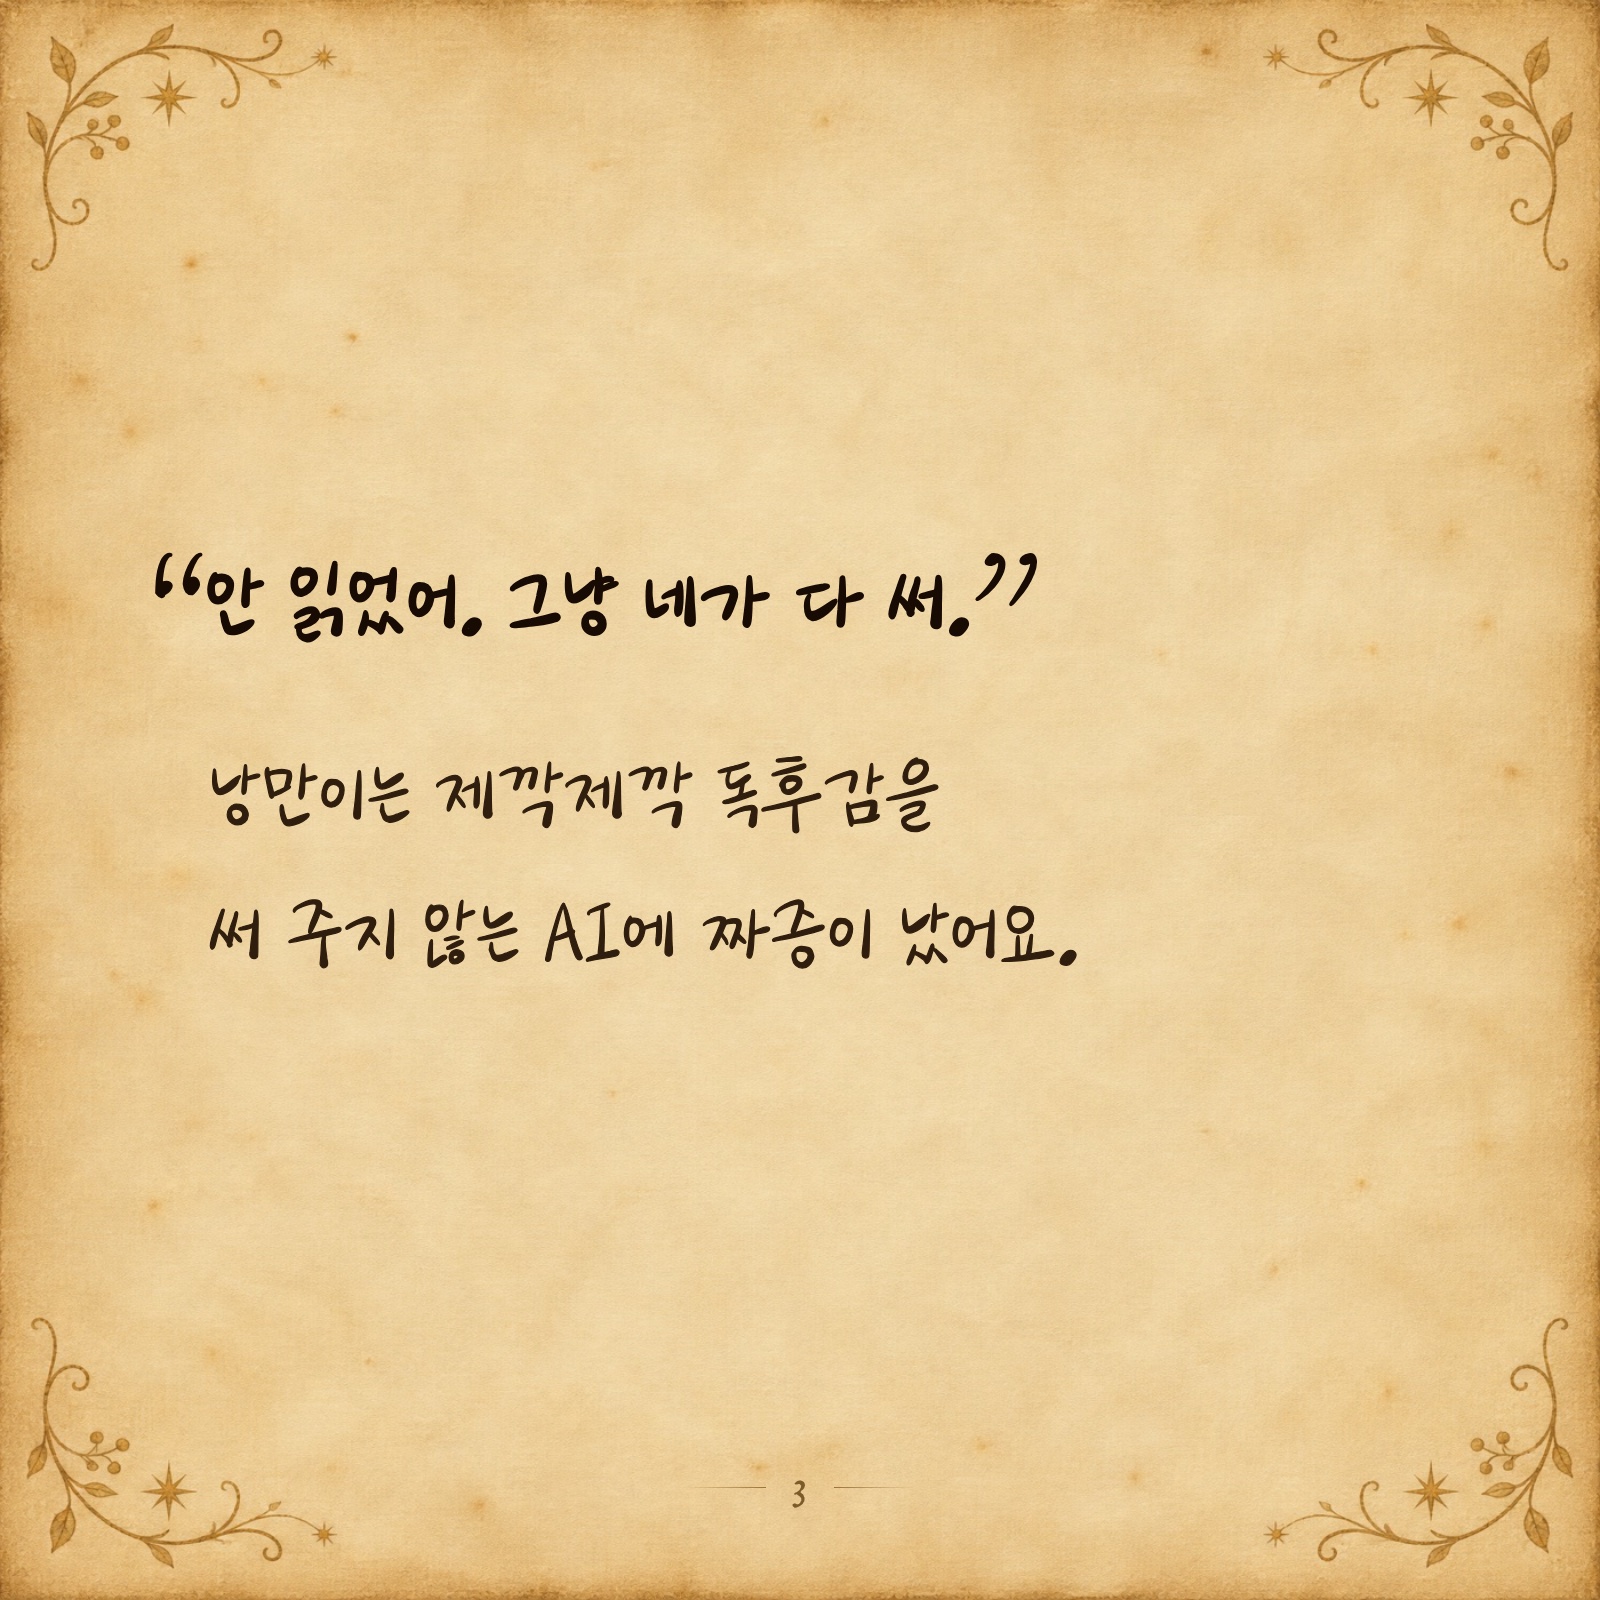 “안 읽었어. 그냥 네가 다 써.”
낭만이는 제깍제깍 독후감을
써 주지 않는 AI에 짜증이 났어요.
3